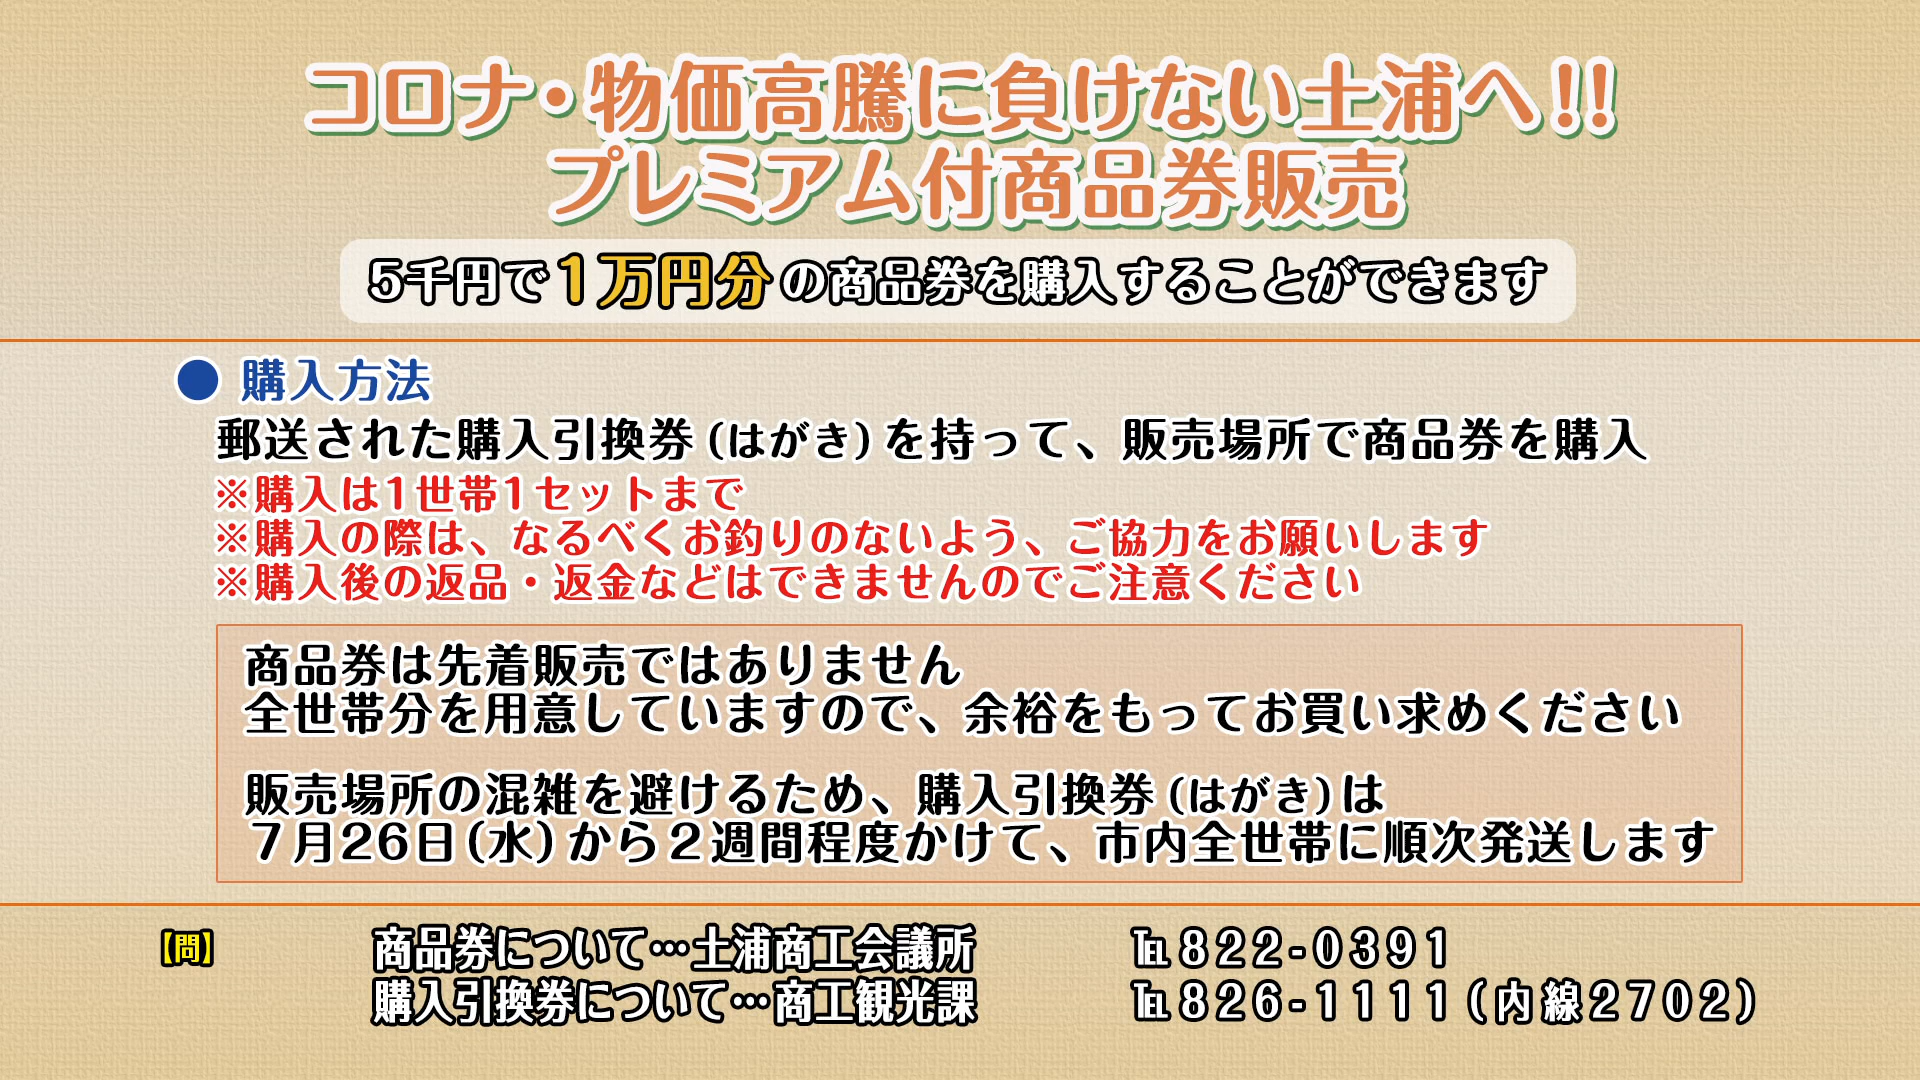 コロナ・物価高騰に負けない土浦へ!!
プレミアム付商品券販売
5千円で1万円分の商品券を購入することができます
● 購入方法
郵送された購入引換券(はがき)を持って、販売場所で商品券を購入
※購入は1世帯1セットまで
※購入の際は、なるべくお釣りのないよう、ご協力をお願いします
※購入後の返品・返金などはできませんのでご注意ください
商品券は先着販売ではありません
全世帯分を用意していますので、余裕をもってお買い求めください
販売場所の混雑を避けるため、購入引換券(はがき)は
7月26日(水)から2週間程度かけて、市内全世帯に順次発送します
【問】 商品券について…土浦商工会議所 ℡822-0391
購入引換券について…商工観光課 ℡826-1111(内線2702)